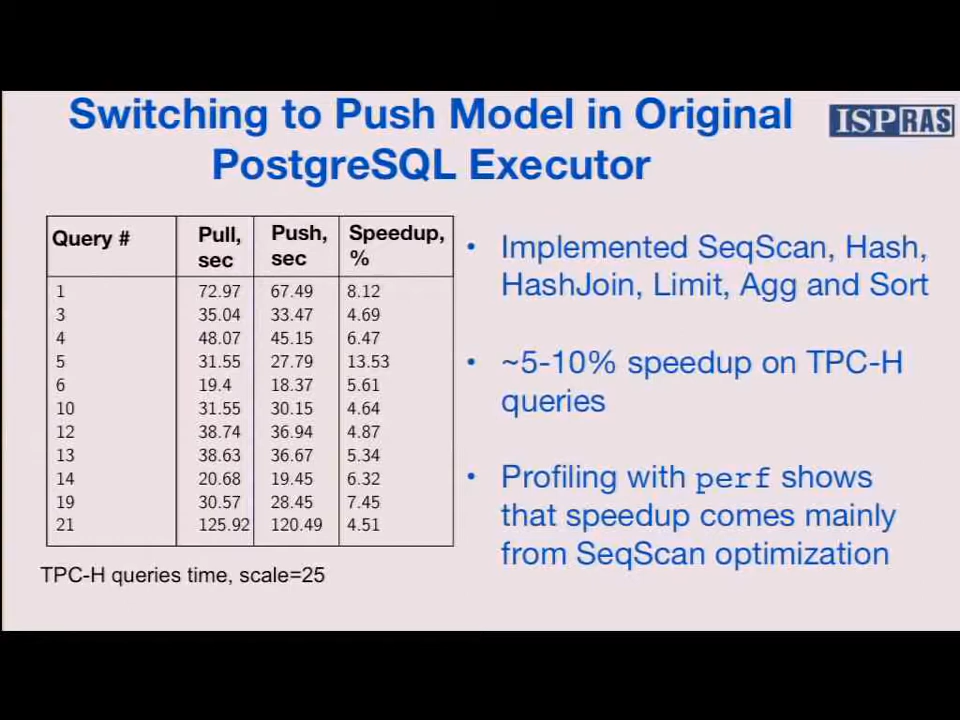 Switching to Push Model in Original
PostgreSQL Executor
ISPRAS
Query # Pull, sec Push, sec Speedup, %
1 72.97 67.49 8.12
3 35.04 33.47 4.69
4 48.07 45.15 6.47
5 31.55 27.79 13.53
6 19.4 18.37 5.61
10 31.55 30.15 4.64
12 38.74 36.94 4.87
13 38.63 36.67 5.34
14 20.68 19.45 6.32
19 30.57 28.45 7.45
21 125.92 120.49 4.51
TPC-H queries time, scale=25
• Implemented SeqScan, Hash,
HashJoin, Limit, Agg and Sort
• ~5-10% speedup on TPC-H
queries
• Profiling with perf shows
that speedup comes mainly
from SeqScan optimization